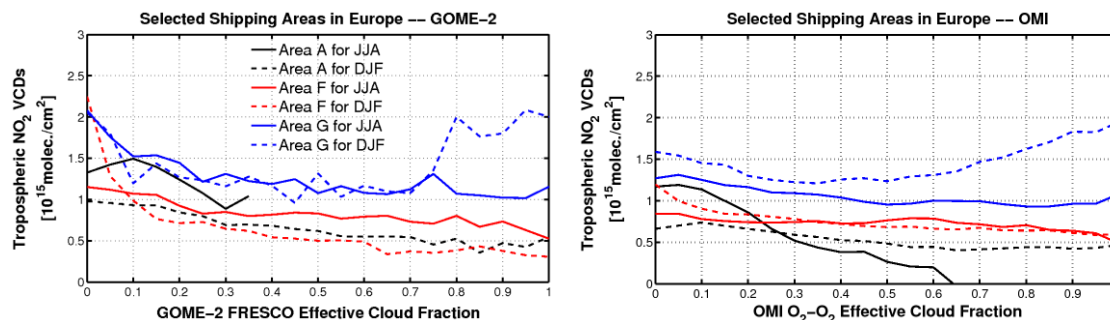 Selected Shipping Areas in Europe −− GOME−2
Tropospheric NO2 VCDs
[10^15 molec./cm^2]
3
2.5
2
1.5
1
0.5
0
Area A for JJA
Area A for DJF
Area F for JJA
Area F for DJF
Area G for JJA
Area G for DJF
0 0.1 0.2 0.3 0.4 0.5 0.6 0.7 0.8 0.9 1
GOME−2 FRESCO Effective Cloud Fraction
Selected Shipping Areas in Europe −− OMI
Tropospheric NO2 VCDs
[10^15 molec./cm^2]
3
2.5
2
1.5
1
0.5
0
0 0.1 0.2 0.3 0.4 0.5 0.6 0.7 0.8 0.9
OMI O2−O2 Effective Cloud Fraction